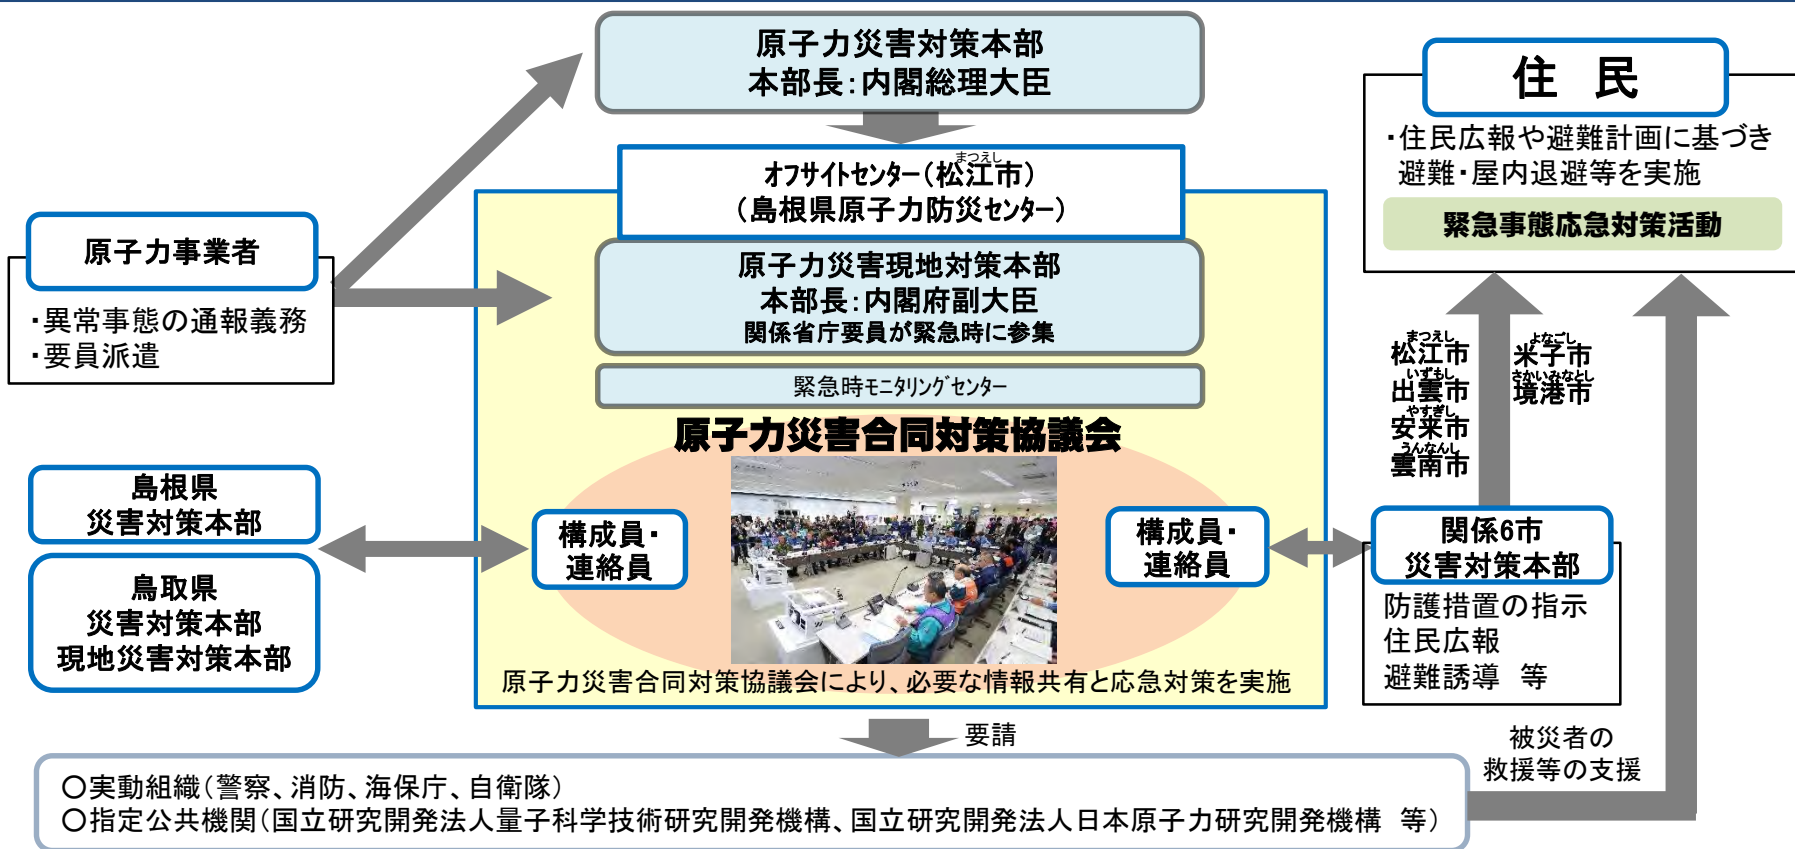 原子力災害対策本部
本部長:内閣総理大臣
オフサイトセンター(松江市)
まつえし
(島根県原子力防災センター)
原子力災害現地対策本部
本部長:内閣府副大臣
関係省庁要員が緊急時に参集
緊急時モニタリングセンター
原子力災害合同対策協議会
構成員・
連絡員
構成員・
連絡員
原子力災害合同対策協議会により、必要な情報共有と応急対策を実施
原子力事業者
・異常事態の通報義務
・要員派遣
島根県
災害対策本部
鳥取県
災害対策本部
現地災害対策本部
住 民
・住民広報や避難計画に基づき
避難・屋内退避等を実施
緊急事態応急対策活動
まつえし
松江市
いずもし
出雲市
やすぎし
安来市
うんなんし
雲南市
よなごし
米子市
さかいみなとし
境港市
関係6市
災害対策本部
防護措置の指示
住民広報
避難誘導 等
要請
被災者の
救援等の支援
○実動組織(警察、消防、海保庁、自衛隊)
○指定公共機関(国立研究開発法人量子科学技術研究開発機構、国立研究開発法人日本原子力研究開発機構 等)